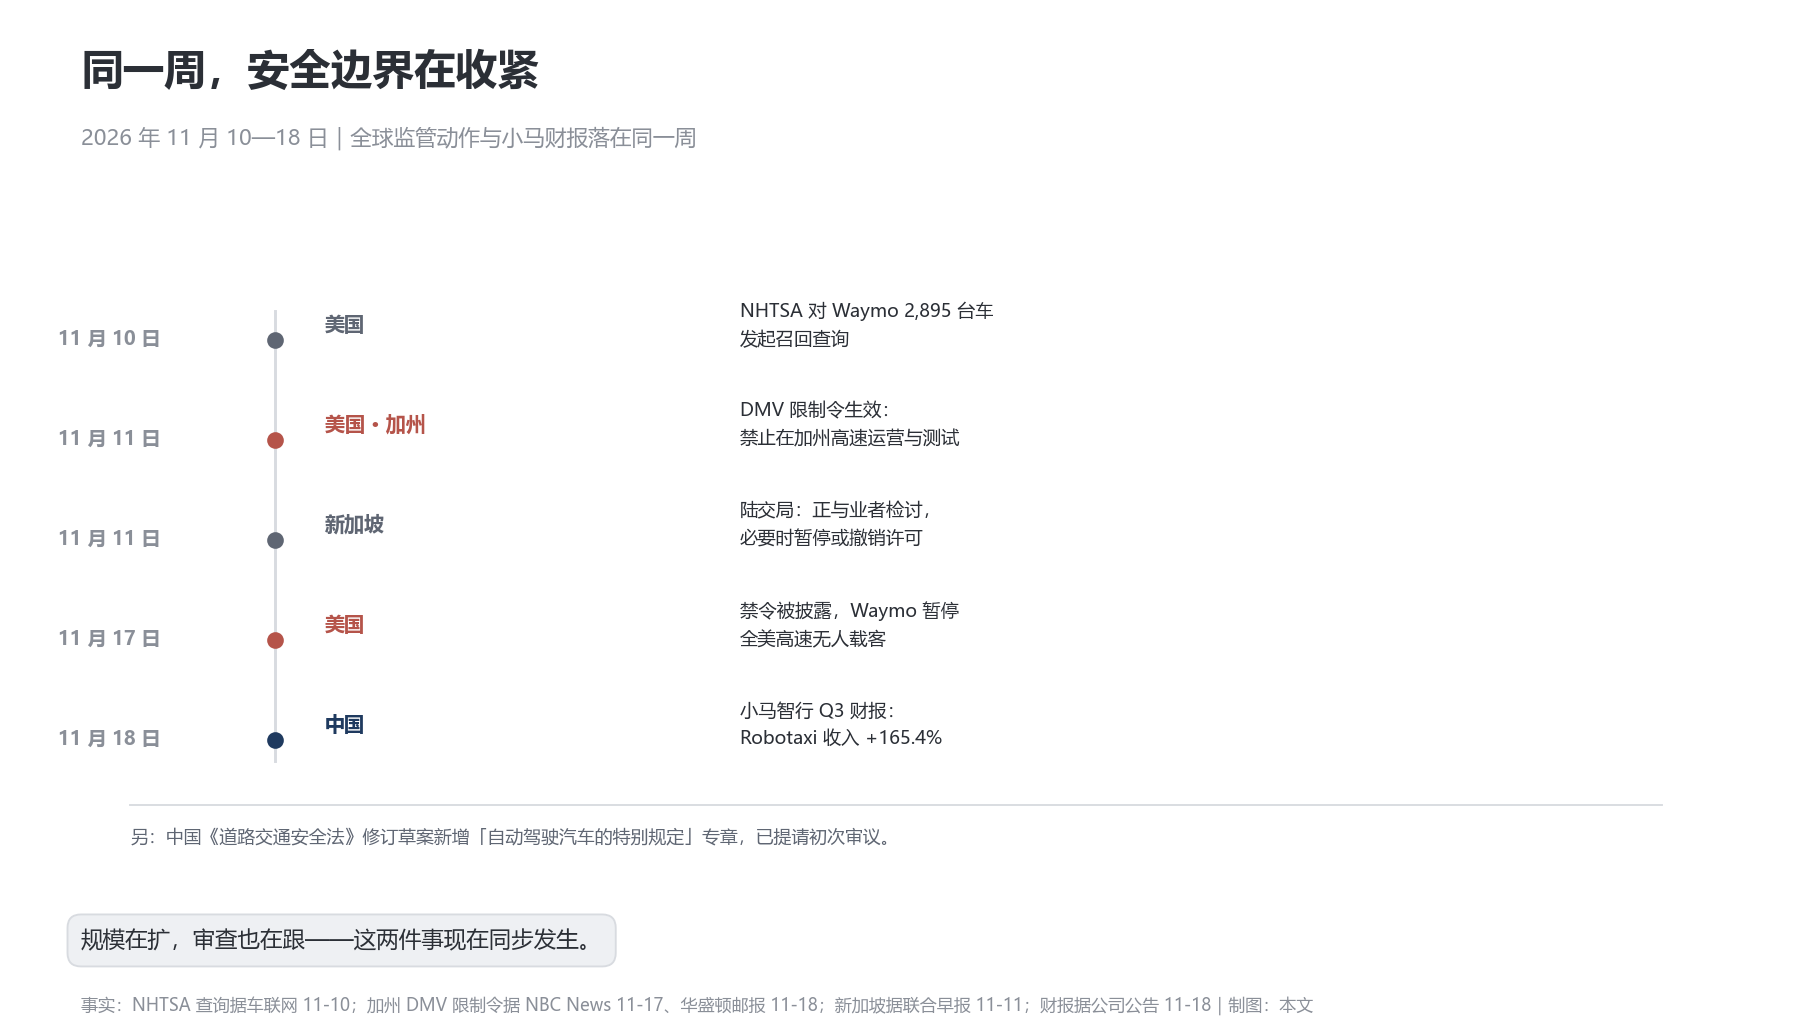 同一周，安全边界在收紧
2026 年 11 月 10—18 日｜全球监管动作与小马财报落在同一周
11 月 10 日
美国
NHTSA 对 Waymo 2,895 台车
发起召回查询
11 月 11 日
美国・加州
DMV 限制令生效：
禁止在加州高速运营与测试
11 月 11 日
新加坡
陆交局：正与业者检讨，
必要时暂停或撤销许可
11 月 17 日
美国
禁令被披露，Waymo 暂停
全美高速无人载客
11 月 18 日
中国
小马智行 Q3 财报：
Robotaxi 收入 +165.4%
另：中国《道路交通安全法》修订草案新增「自动驾驶汽车的特别规定」专章，已提请初次审议。
规模在扩，审查也在跟——这两件事现在同步发生。
事实：NHTSA 查询据车联网 11-10；加州 DMV 限制令据 NBC News 11-17、华盛顿邮报 11-18；新加坡据联合早报 11-11；财报据公司公告 11-18｜制图：本文